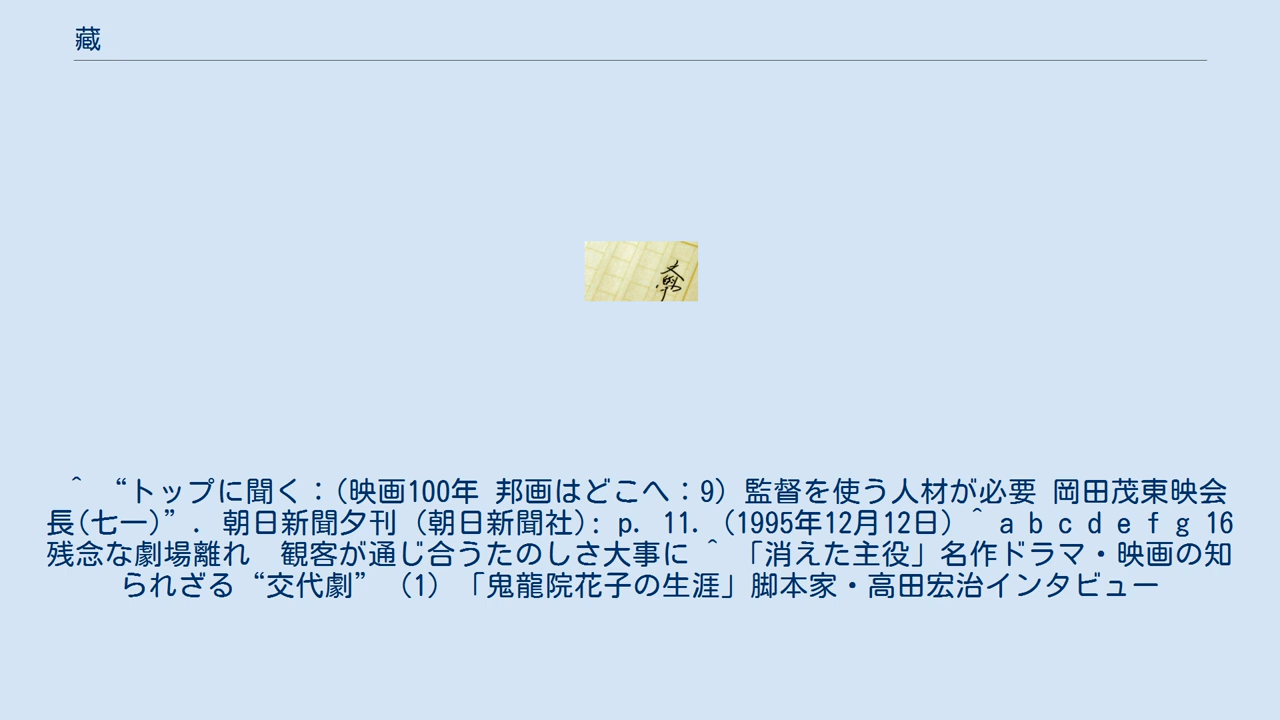 藏
＾ “トップに聞く：(映画100年 邦画はどこへ：9) 監督を使う人材が必要 岡田茂東映会
長(七一)”. 朝日新聞夕刊 (朝日新聞社): p. 11. (1995年12月12日) ＾ a b c d e f g 16
残念な劇場離れ　観客が通じ合うたのしさ大事に ＾ 「消えた主役」名作ドラマ・映画の知
られざる“交代劇”（1）「鬼龍院花子の生涯」脚本家・高田宏治インタビュー